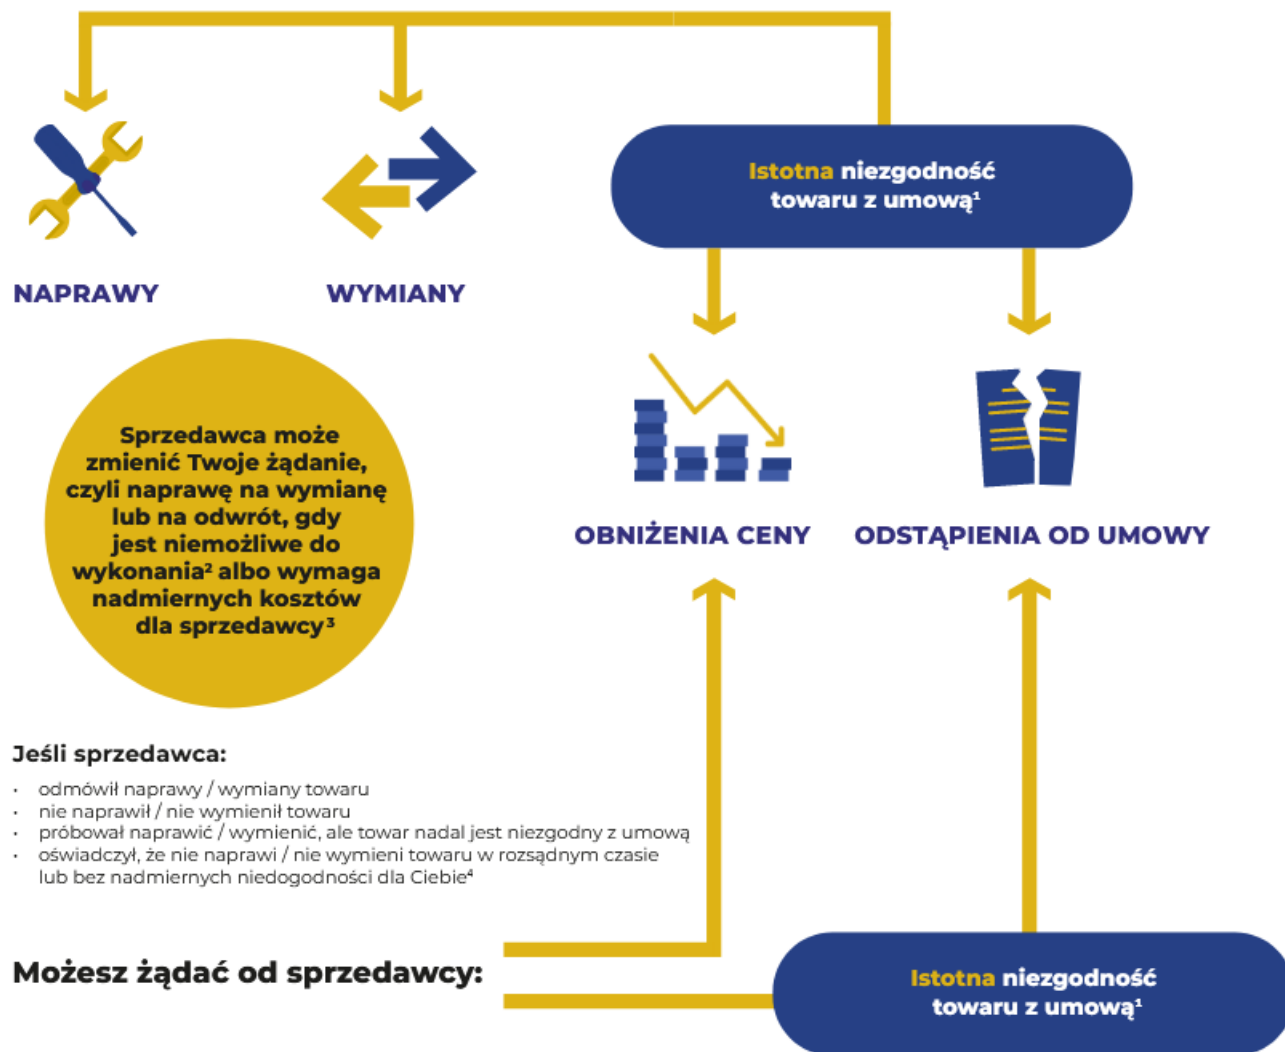 Istotna niezgodność
towaru z umową¹
NAPRAWY
WYMIANY
Sprzedawca może
zmienić Twoje żądanie,
czyli naprawę na wymianę
lub na odwrót, gdy
jest niemożliwe do
wykonania² albo wymaga
nadmiernych kosztów
dla sprzedawcy³
OBNIŻENIA CENY
ODSTĄPIENIA OD UMOWY
Jeśli sprzedawca:
· odmówił naprawy / wymiany towaru
· nie naprawił / nie wymienił towaru
· próbował naprawić / wymienić, ale towar nadal jest niezgodny z umową
· oświadczył, że nie naprawi / nie wymieni towaru w rozsądnym czasie
lub bez nadmiernych niedogodności dla Ciebie⁴
Możesz żądać od sprzedawcy:
Istotna niezgodność
towaru z umową¹